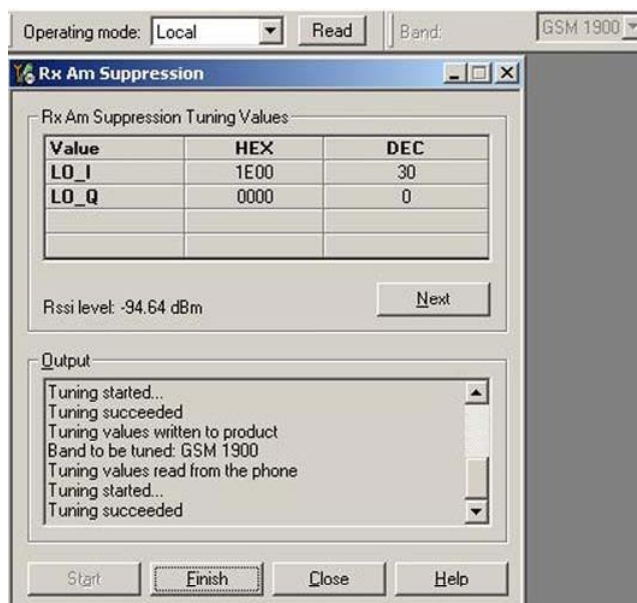 Operating mode: Local Read Band: GSM 1900
Rx Am Suppression
Rx Am Suppression Tuning Values
Value HEX DEC
LO_I 1E00 30
LO_Q 0000 0
Rssi level: -94.64 dBm
Next
Output
Tuning started...
Tuning succeeded
Tuning values written to product
Band to be tuned: GSM 1900
Tuning values read from the phone
Tuning started...
Tuning succeeded
Start Finish Close Help